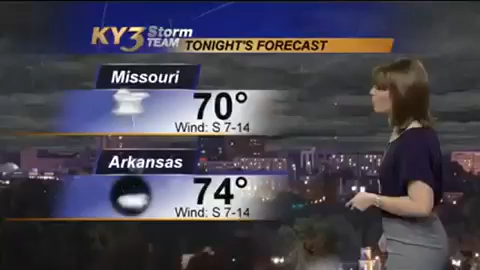 KY3 Storm
TEAM
TONIGHT'S FORECAST
Missouri
70°
Wind: S 7-14
Arkansas
74°
Wind: S 7-14